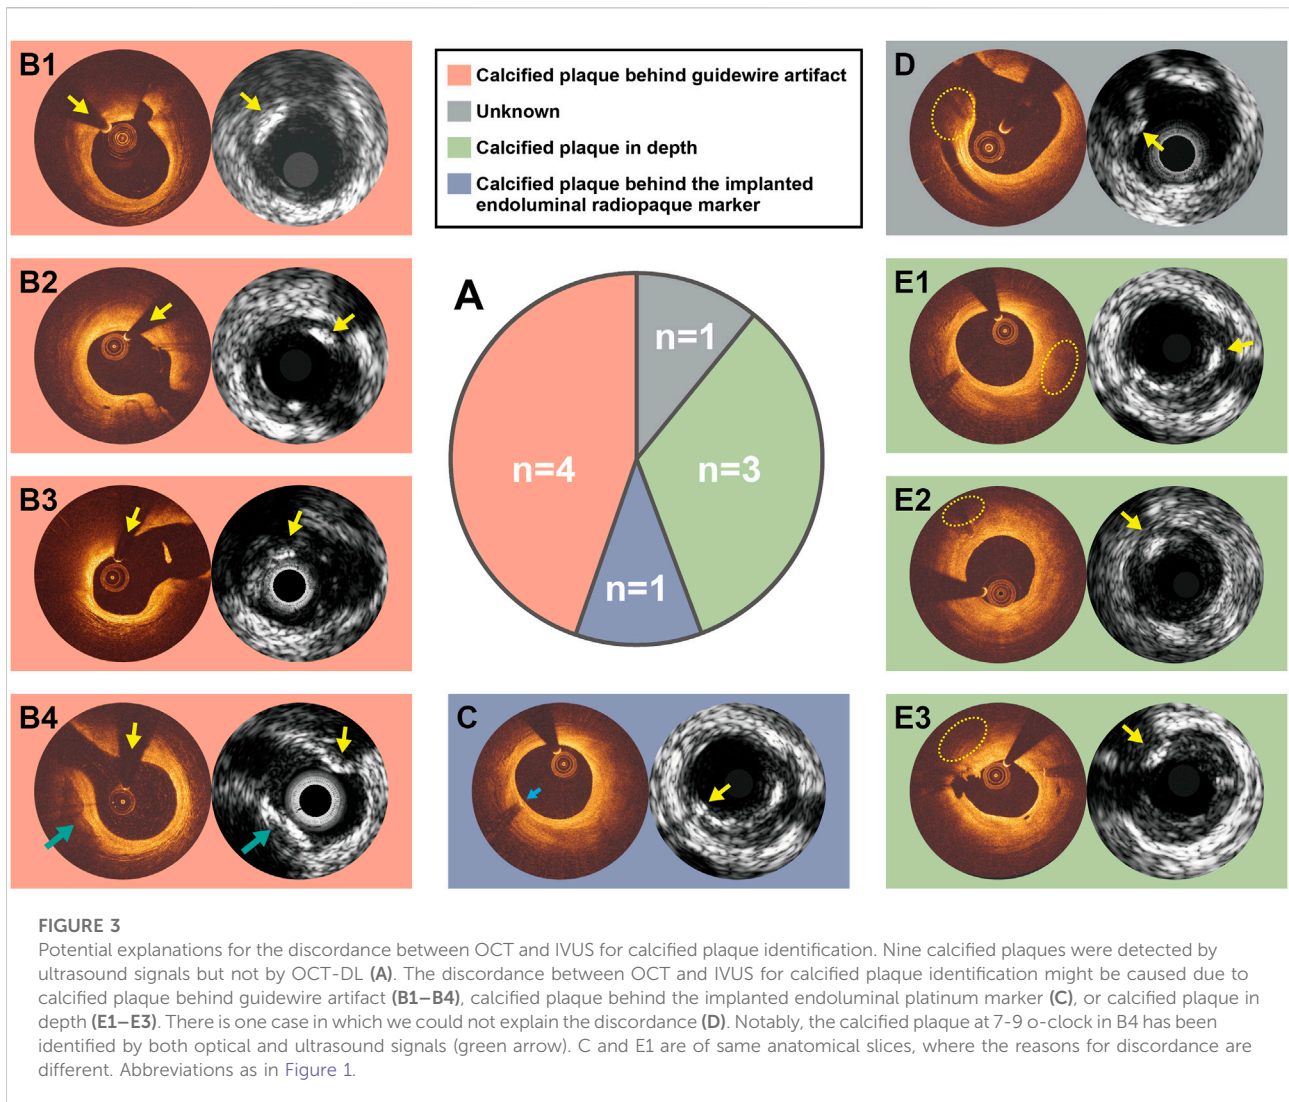 B1
Calcified plaque behind guidewire artifact
Unknown
Calcified plaque in depth
Calcified plaque behind the implanted
endoluminal radiopaque marker
D
B2
A
E1
n=1
n=4
n=3
B3
E2
n=1
B4
C
E3
FIGURE 3
Potential explanations for the discordance between OCT and IVUS for calcified plaque identification. Nine calcified plaques were detected by
ultrasound signals but not by OCT-DL (A). The discordance between OCT and IVUS for calcified plaque identification might be caused due to
calcified plaque behind guidewire artifact (B1–B4), calcified plaque behind the implanted endoluminal platinum marker (C), or calcified plaque in
depth (E1–E3). There is one case in which we could not explain the discordance (D). Notably, the calcified plaque at 7-9 o-clock in B4 has been
identified by both optical and ultrasound signals (green arrow). C and E1 are of same anatomical slices, where the reasons for discordance are
different. Abbreviations as in Figure 1.